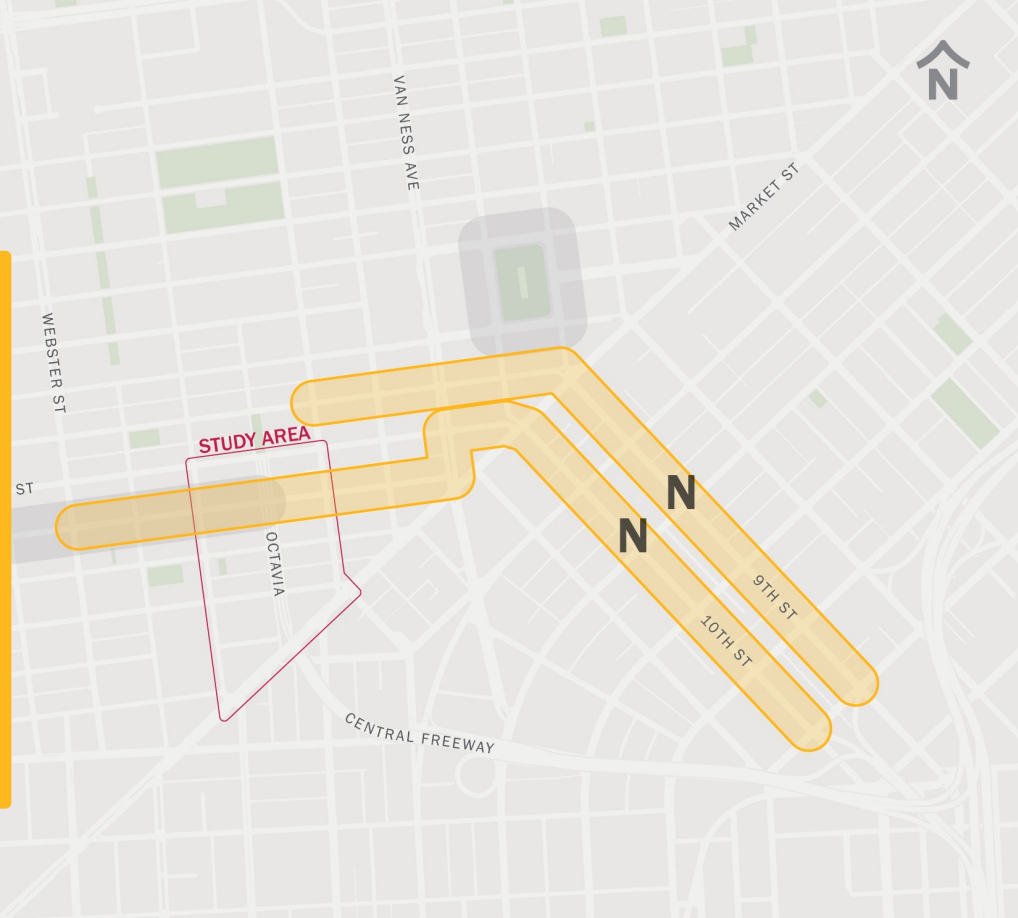 N
VAN NESS AVE
MARKET ST
WEBSTER ST
STUDY AREA
ST
N
N
OCTAVIA
9TH ST
10TH ST
CENTRAL FREEWAY